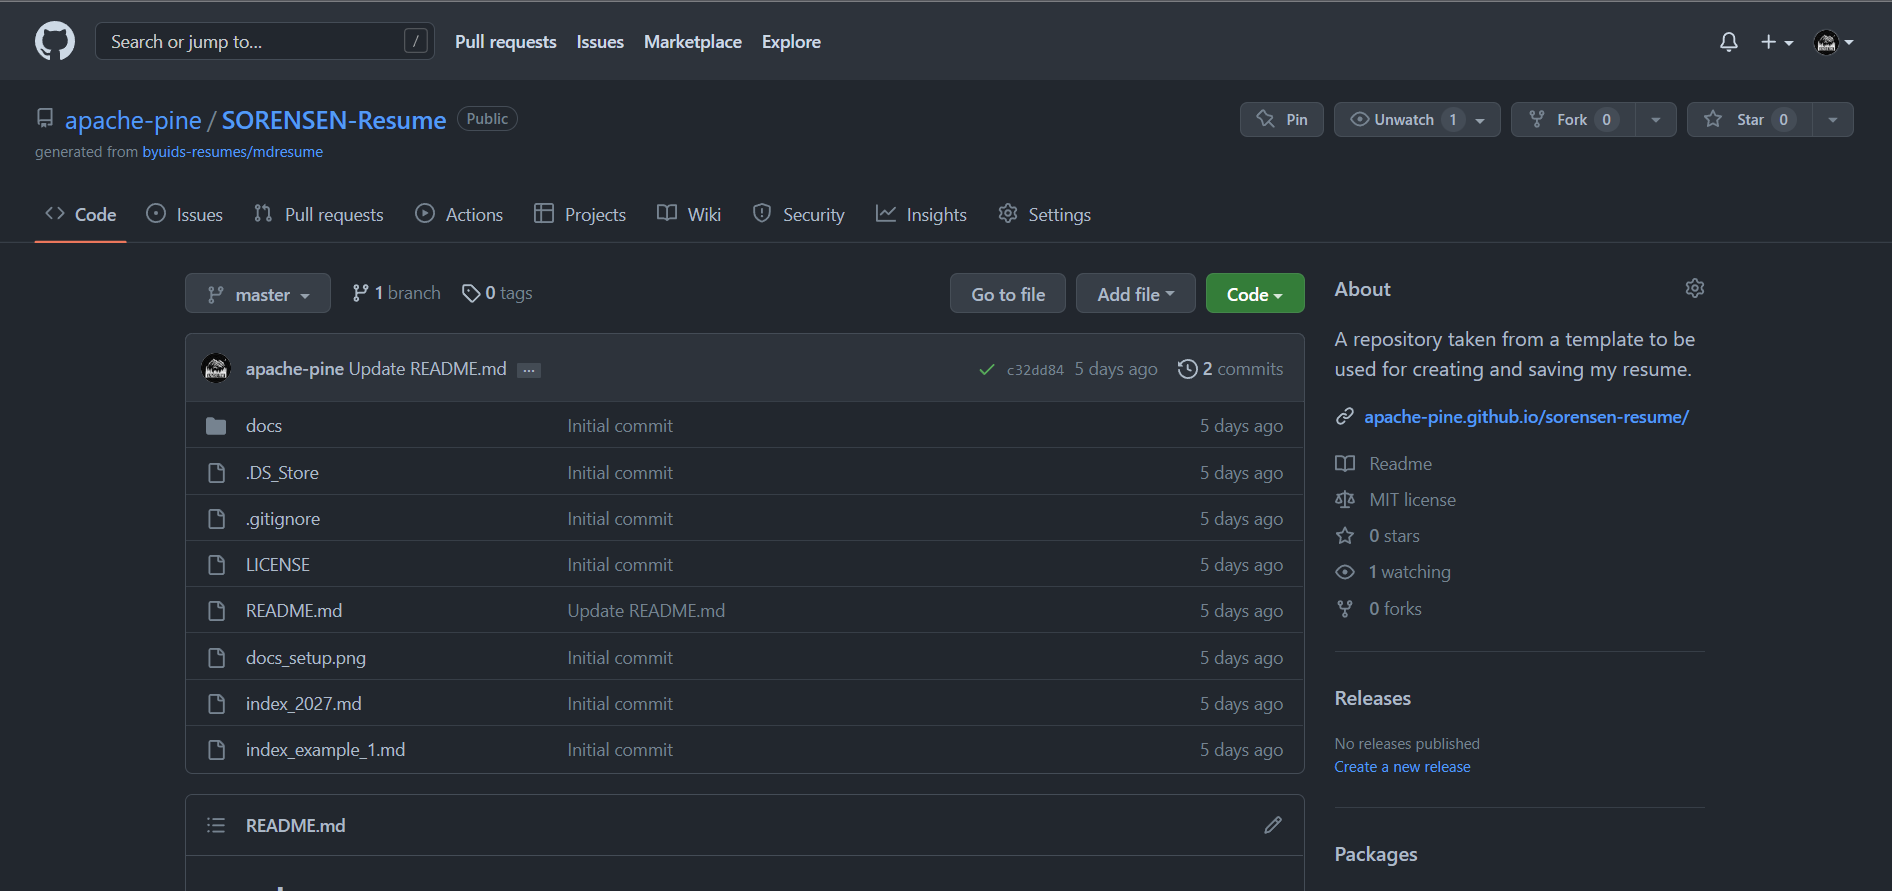 Search or jump to... /
Pull requests Issues Marketplace Explore
apache-pine / SORENSEN-Resume Public
generated from byuids-resumes/mdresume
Pin Unwatch 1 Fork 0 Star 0
Code Issues Pull requests Actions Projects Wiki Security Insights Settings
master 1 branch 0 tags Go to file Add file Code
apache-pine Update README.md ... c32dd84 5 days ago 2 commits
docs Initial commit 5 days ago
.DS_Store Initial commit 5 days ago
.gitignore Initial commit 5 days ago
LICENSE Initial commit 5 days ago
README.md Update README.md 5 days ago
docs_setup.png Initial commit 5 days ago
index_2027.md Initial commit 5 days ago
index_example_1.md Initial commit 5 days ago
README.md
About
A repository taken from a template to be
used for creating and saving my resume.
apache-pine.github.io/sorensen-resume/
Readme
MIT license
0 stars
1 watching
0 forks
Releases
No releases published
Create a new release
Packages